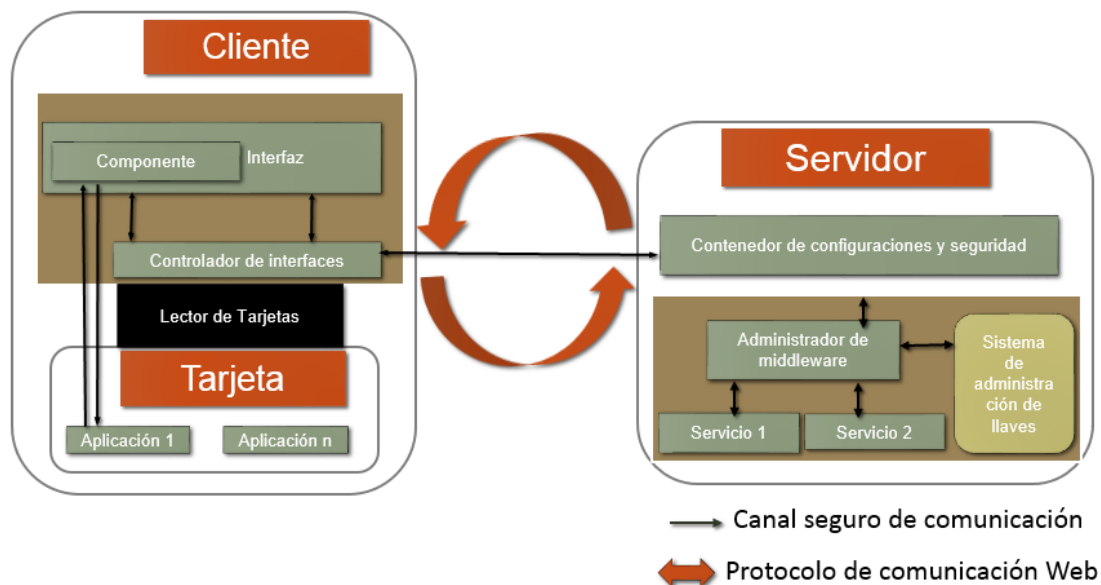 Cliente
Componente
Interfaz
Controlador de interfaces
Lector de Tarjetas
Tarjeta
Aplicación 1
Aplicación n
Servidor
Contenedor de configuraciones y seguridad
Administrador de
middleware
Servicio 1
Servicio 2
Sistema
de
administra
ción de
llaves
Canal seguro de comunicación
Protocolo de comunicación Web